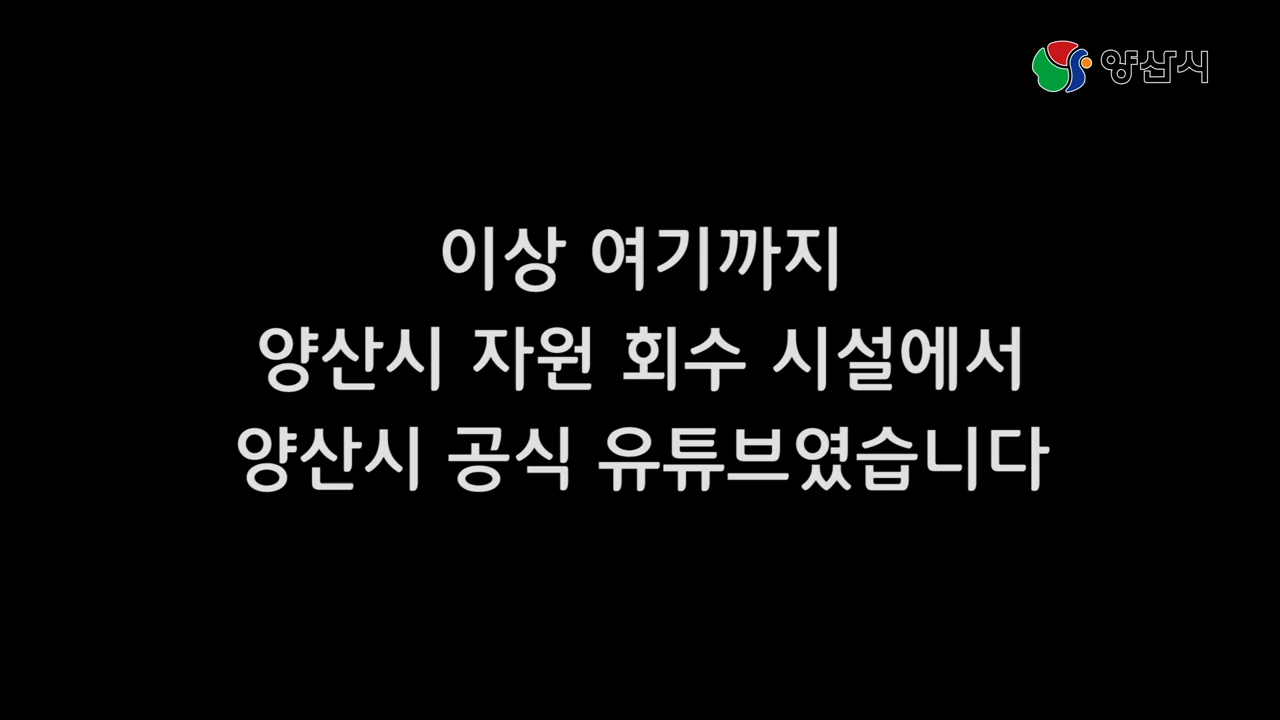 양산시
이상 여기까지
양산시 자원 회수 시설에서
양산시 공식 유튜브였습니다